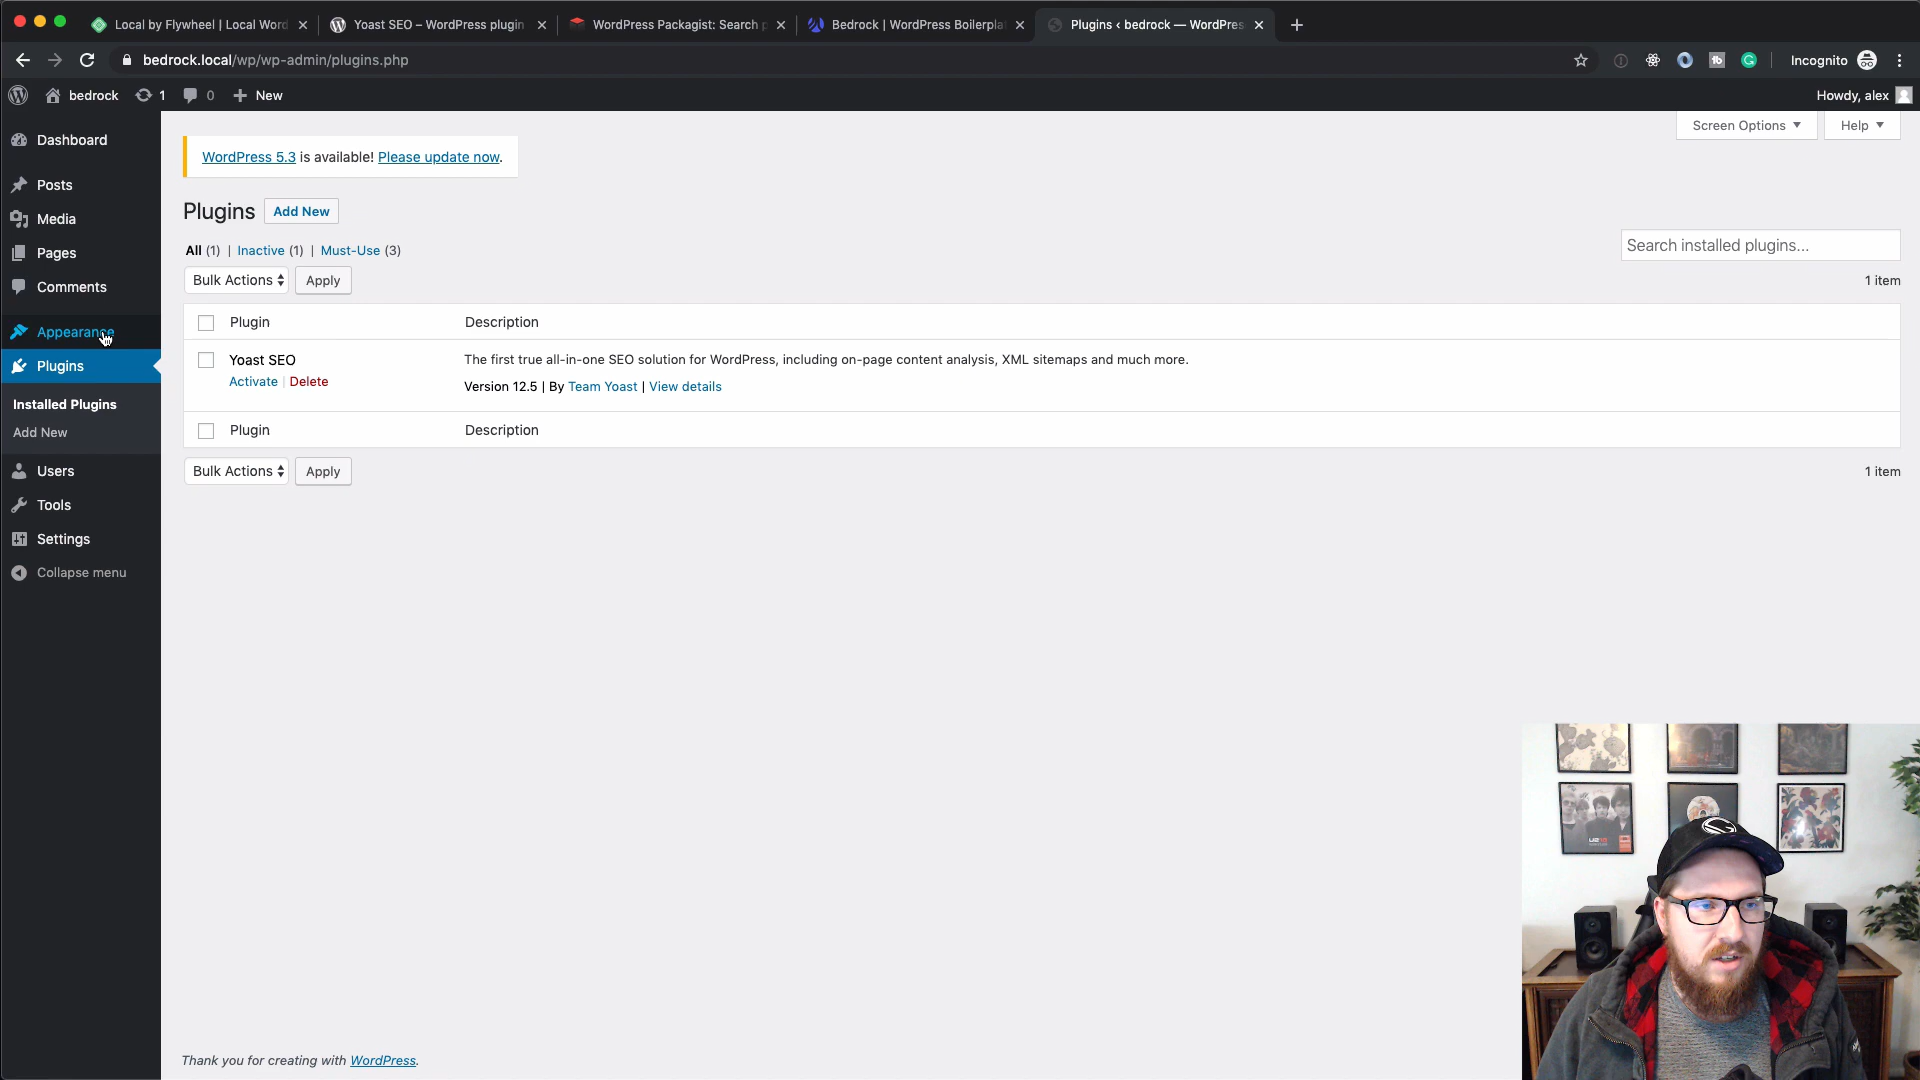 Local by Flywheel | Local Word
Yoast SEO – WordPress plugin
WordPress Packagist: Search p
Bedrock | WordPress Boilerpla
Plugins ‹ bedrock — WordPres
bedrock.local/wp/wp-admin/plugins.php
Incognito
bedrock
1
0
New
Howdy, alex
Screen Options
Help
Dashboard
Posts
Media
Pages
Comments
Appearance
Plugins
Installed Plugins
Add New
Users
Tools
Settings
Collapse menu
WordPress 5.3 is available! Please update now.
Plugins Add New
All (1) | Inactive (1) | Must-Use (3)
Search installed plugins...
Bulk Actions Apply
1 item
Plugin Description
Yoast SEO
Activate | Delete
The first true all-in-one SEO solution for WordPress, including on-page content analysis, XML sitemaps and much more.
Version 12.5 | By Team Yoast | View details
Plugin Description
Bulk Actions Apply
1 item
Thank you for creating with WordPress.
U2